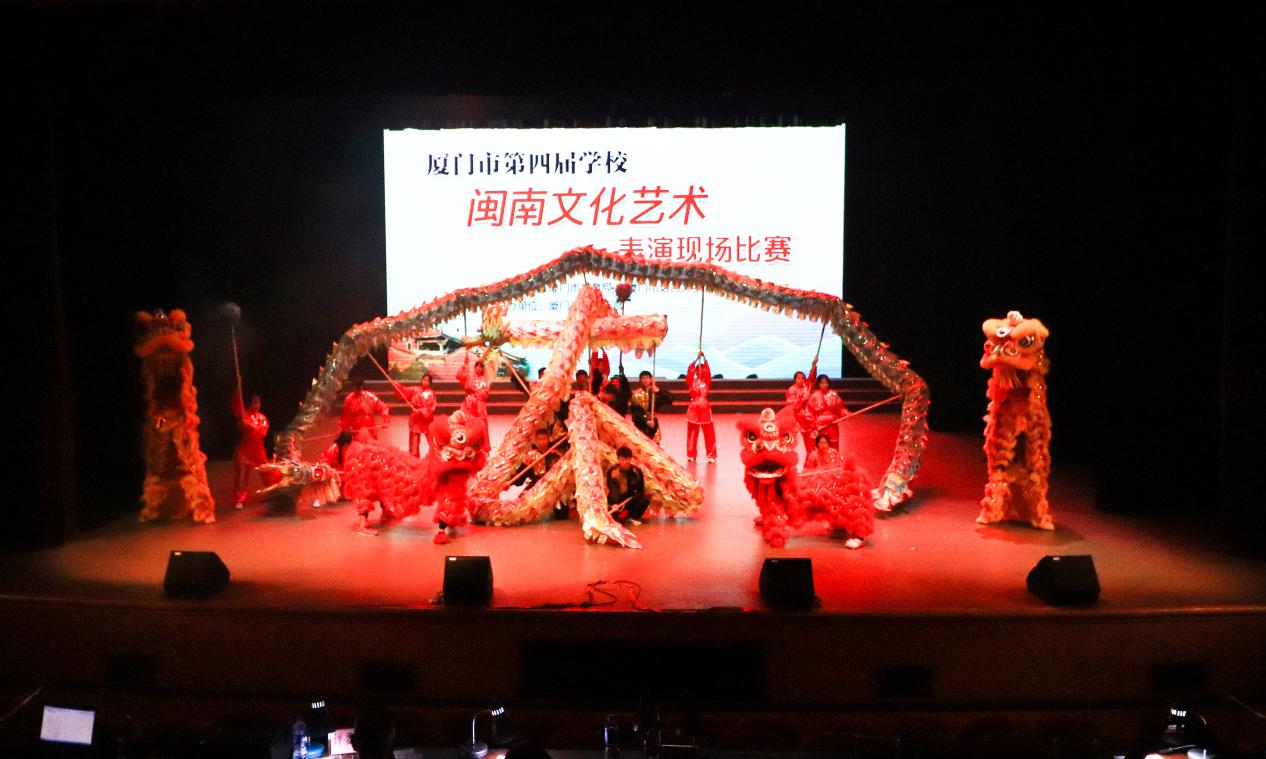 厦门市第四届学校
闽南文化艺术
表演现场比赛